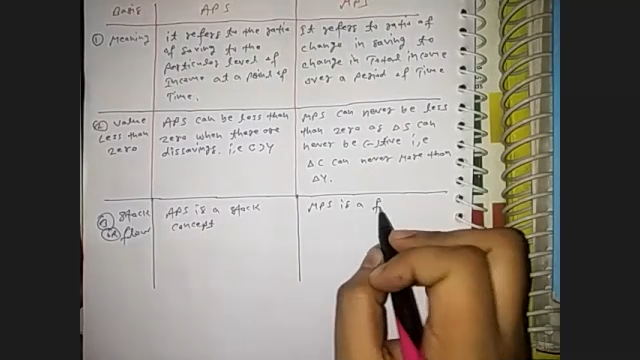 Basis APS MPS
① Meaning
it refers to the ratio
of saving to the
particular level of
Income at a point of
Time.
It refers to ratio of
change in saving to
change in Total income
over a period of Time
② Value
less than
zero
APS can be less than
zero when there are
dissavings. i.e C>Y
MPS can never be less
than zero as ΔS can
never be (-)tive i.e
ΔC can never more than
ΔY.
③ Stock
OR flow
APS is a stock
concept
MPS is a f